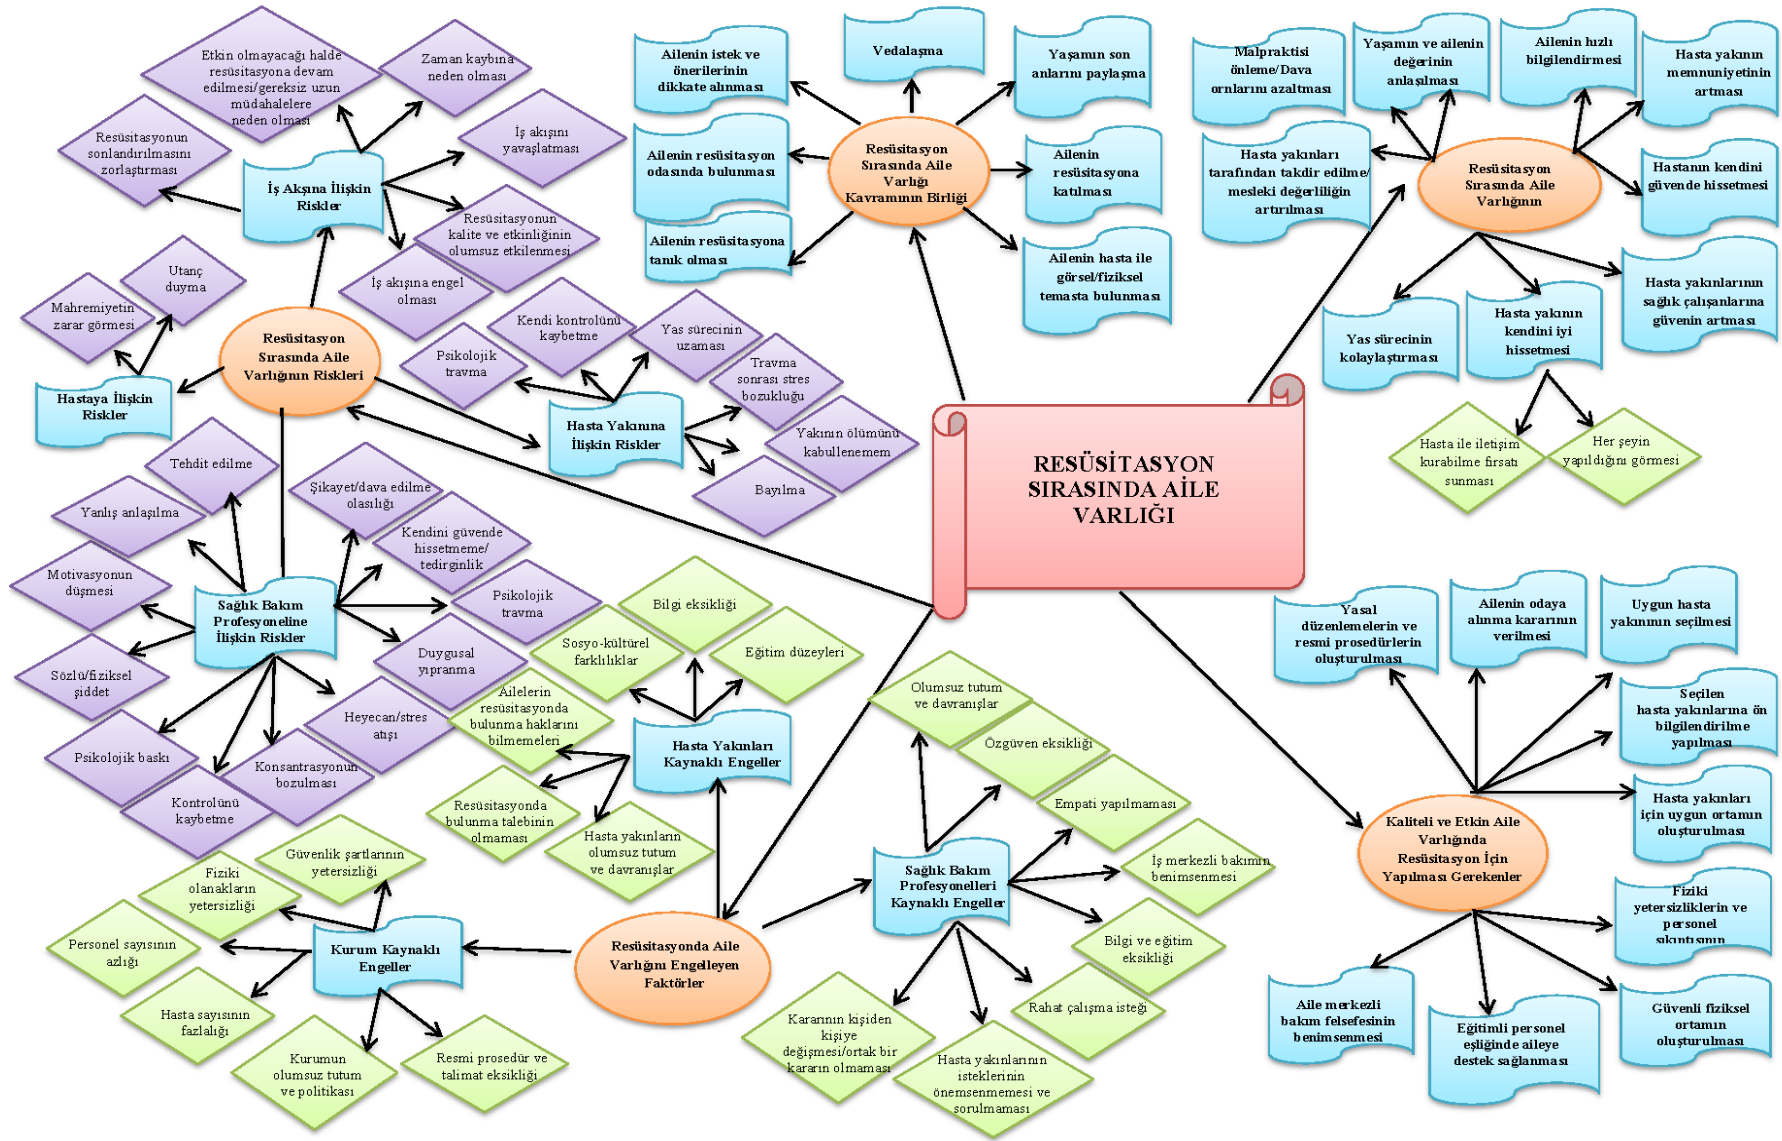 Etkin olmayacağı halde
resüsitasyona devam
edilmesi/gereksiz uzun
müdahalelere
neden olması
Zaman kaybına
neden olması
Resüsitasyonun
sonlandırılmasını
zorlaştırması
İş akışını
yavaşlatması
İş Akşına İlişkin
Riskler
Resüsitasyonun
kalite ve etkinliğinin
olumsuz etkilenmesi
İş akışına engel
olması
Utanç
duyma
Mahremiyetin
zarar görmesi
Hastaya İlişkin
Riskler
Resüsitasyon
Sırasında Aile
Varlığının Riskleri
Psikolojik
travma
Kendi kontrolünü
kaybetme
Yas sürecinin
uzaması
Travma
sonrası stres
bozukluğu
Yakının ölümünü
kabullenemem
Bayılma
Hasta Yakınına
İlişkin Riskler
Ailenin istek ve
önerilerinin
dikkate alınması
Vedalaşma
Yaşamın son
anlarını paylaşma
Ailenin resüsitasyon
odasında bulunması
Resüsitasyon
Sırasında Aile
Varlığı
Kavramının Birliği
Ailenin
resüsitasyona
katılması
Ailenin resüsitasyona
tanık olması
Ailenin hasta ile
görsel/fiziksel
temasta bulunması
Malpraktisi
önleme/Dava
ornlarını azaltması
Yaşamın ve ailenin
değerinin
anlaşılması
Ailenin hızlı
bilgilendirmesi
Hasta yakının
memnuniyetinin
artması
Hasta yakınları
tarafından takdir edilme/
mesleki değerliliğin
artırılması
Resüsitasyon
Sırasında Aile
Varlığının
Hastanın kendini
güvende hissetmesi
Hasta yakınlarının
sağlık çalışanlarına
güvenin artması
Yas sürecinin
kolaylaştırması
Hasta yakının
kendini iyi
hissetmesi
Hasta ile iletişim
kurabilme fırsatı
sunması
Her şeyin
yapıldığını görmesi
RESÜSİTASYON
SIRASINDA AİLE
VARLIĞI
Tehdit edilme
Şikayet/dava edilme
olasılığı
Yanlış anlaşılma
Kendini güvende
hissetmeme/
tedirginlik
Motivasyonun
düşmesi
Psikolojik
travma
Sağlık Bakım
Profesyoneline
İlişkin Riskler
Duygusal
yıpranma
Sözlü/fiziksel
şiddet
Heyecan/stres
atışı
Psikolojik baskı
Konsantrasyonun
bozulması
Kontrolünü
kaybetme
Bilgi eksikliği
Sosyo-kültürel
farklılıklar
Eğitim düzeyleri
Ailelerin
resüsitasyonda
bulunma haklarını
bilmemeleri
Hasta Yakınları
Kaynaklı Engeller
Resüsitasyonda
bulunma talebinin
olmaması
Hasta yakınların
olumsuz tutum
ve davranışlar
Olumsuz tutum
ve davranışlar
Özgüven eksikliği
Empati yapılmaması
İş merkezli bakımın
benimsenmesi
Sağlık Bakım
Profesyonelleri
Kaynaklı Engeller
Bilgi ve eğitim
eksikliği
Rahat çalışma isteği
Kararının kişiden
kişiye
değişmesi/ortak bir
kararın olmaması
Hasta yakınlarının
isteklerinin
önemsenmemesi ve
sorulmaması
Güvenlik şartlarının
yetersizliği
Fiziki
olanakların
yetersizliği
Personel sayısının
azlığı
Kurum Kaynaklı
Engeller
Hasta sayısının
fazlalığı
Kurumun
olumsuz tutum
ve politikası
Resmi prosedür ve
talimat eksikliği
Resüsitasyonda Aile
Varlığını Engelleyen
Faktörler
Yasal
düzenlemelerin ve
resmi prosedürlerin
oluşturulması
Ailenin odaya
alınma kararının
verilmesi
Uygun hasta
yakınının seçilmesi
Seçilen
hasta yakınlarına ön
bilgilendirilme
yapılması
Hasta yakınları
için uygun ortamın
oluşturulması
Kaliteli ve Etkin Aile
Varlığında
Resüsitasyon İçin
Yapılması Gerekenler
Fiziki
yetersizliklerin ve
personel
sıkıntısının
Aile merkezli
bakım felsefesinin
benimsenmesi
Eğitimli personel
eşliğinde aileye
destek sağlanması
Güvenli fiziksel
ortamın
oluşturulması